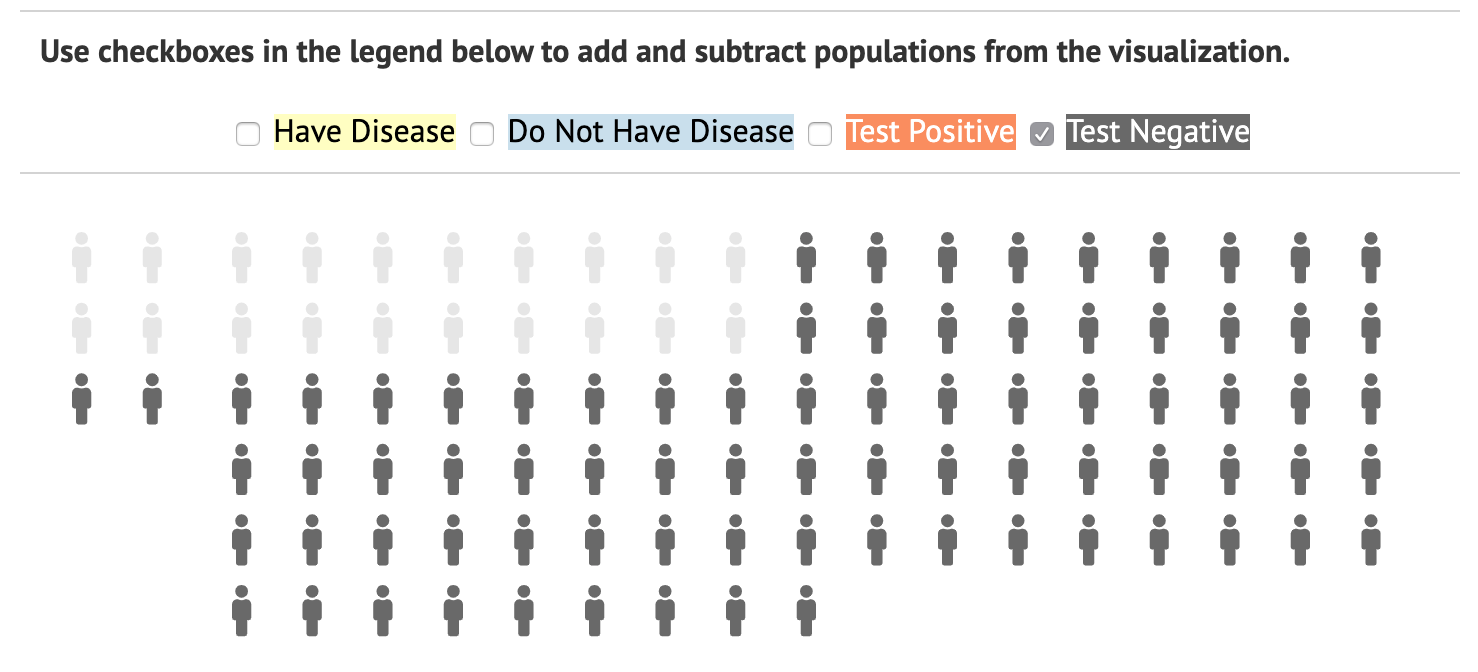 Use checkboxes in the legend below to add and subtract populations from the visualization.
Have Disease Do Not Have Disease Test Positive Test Negative